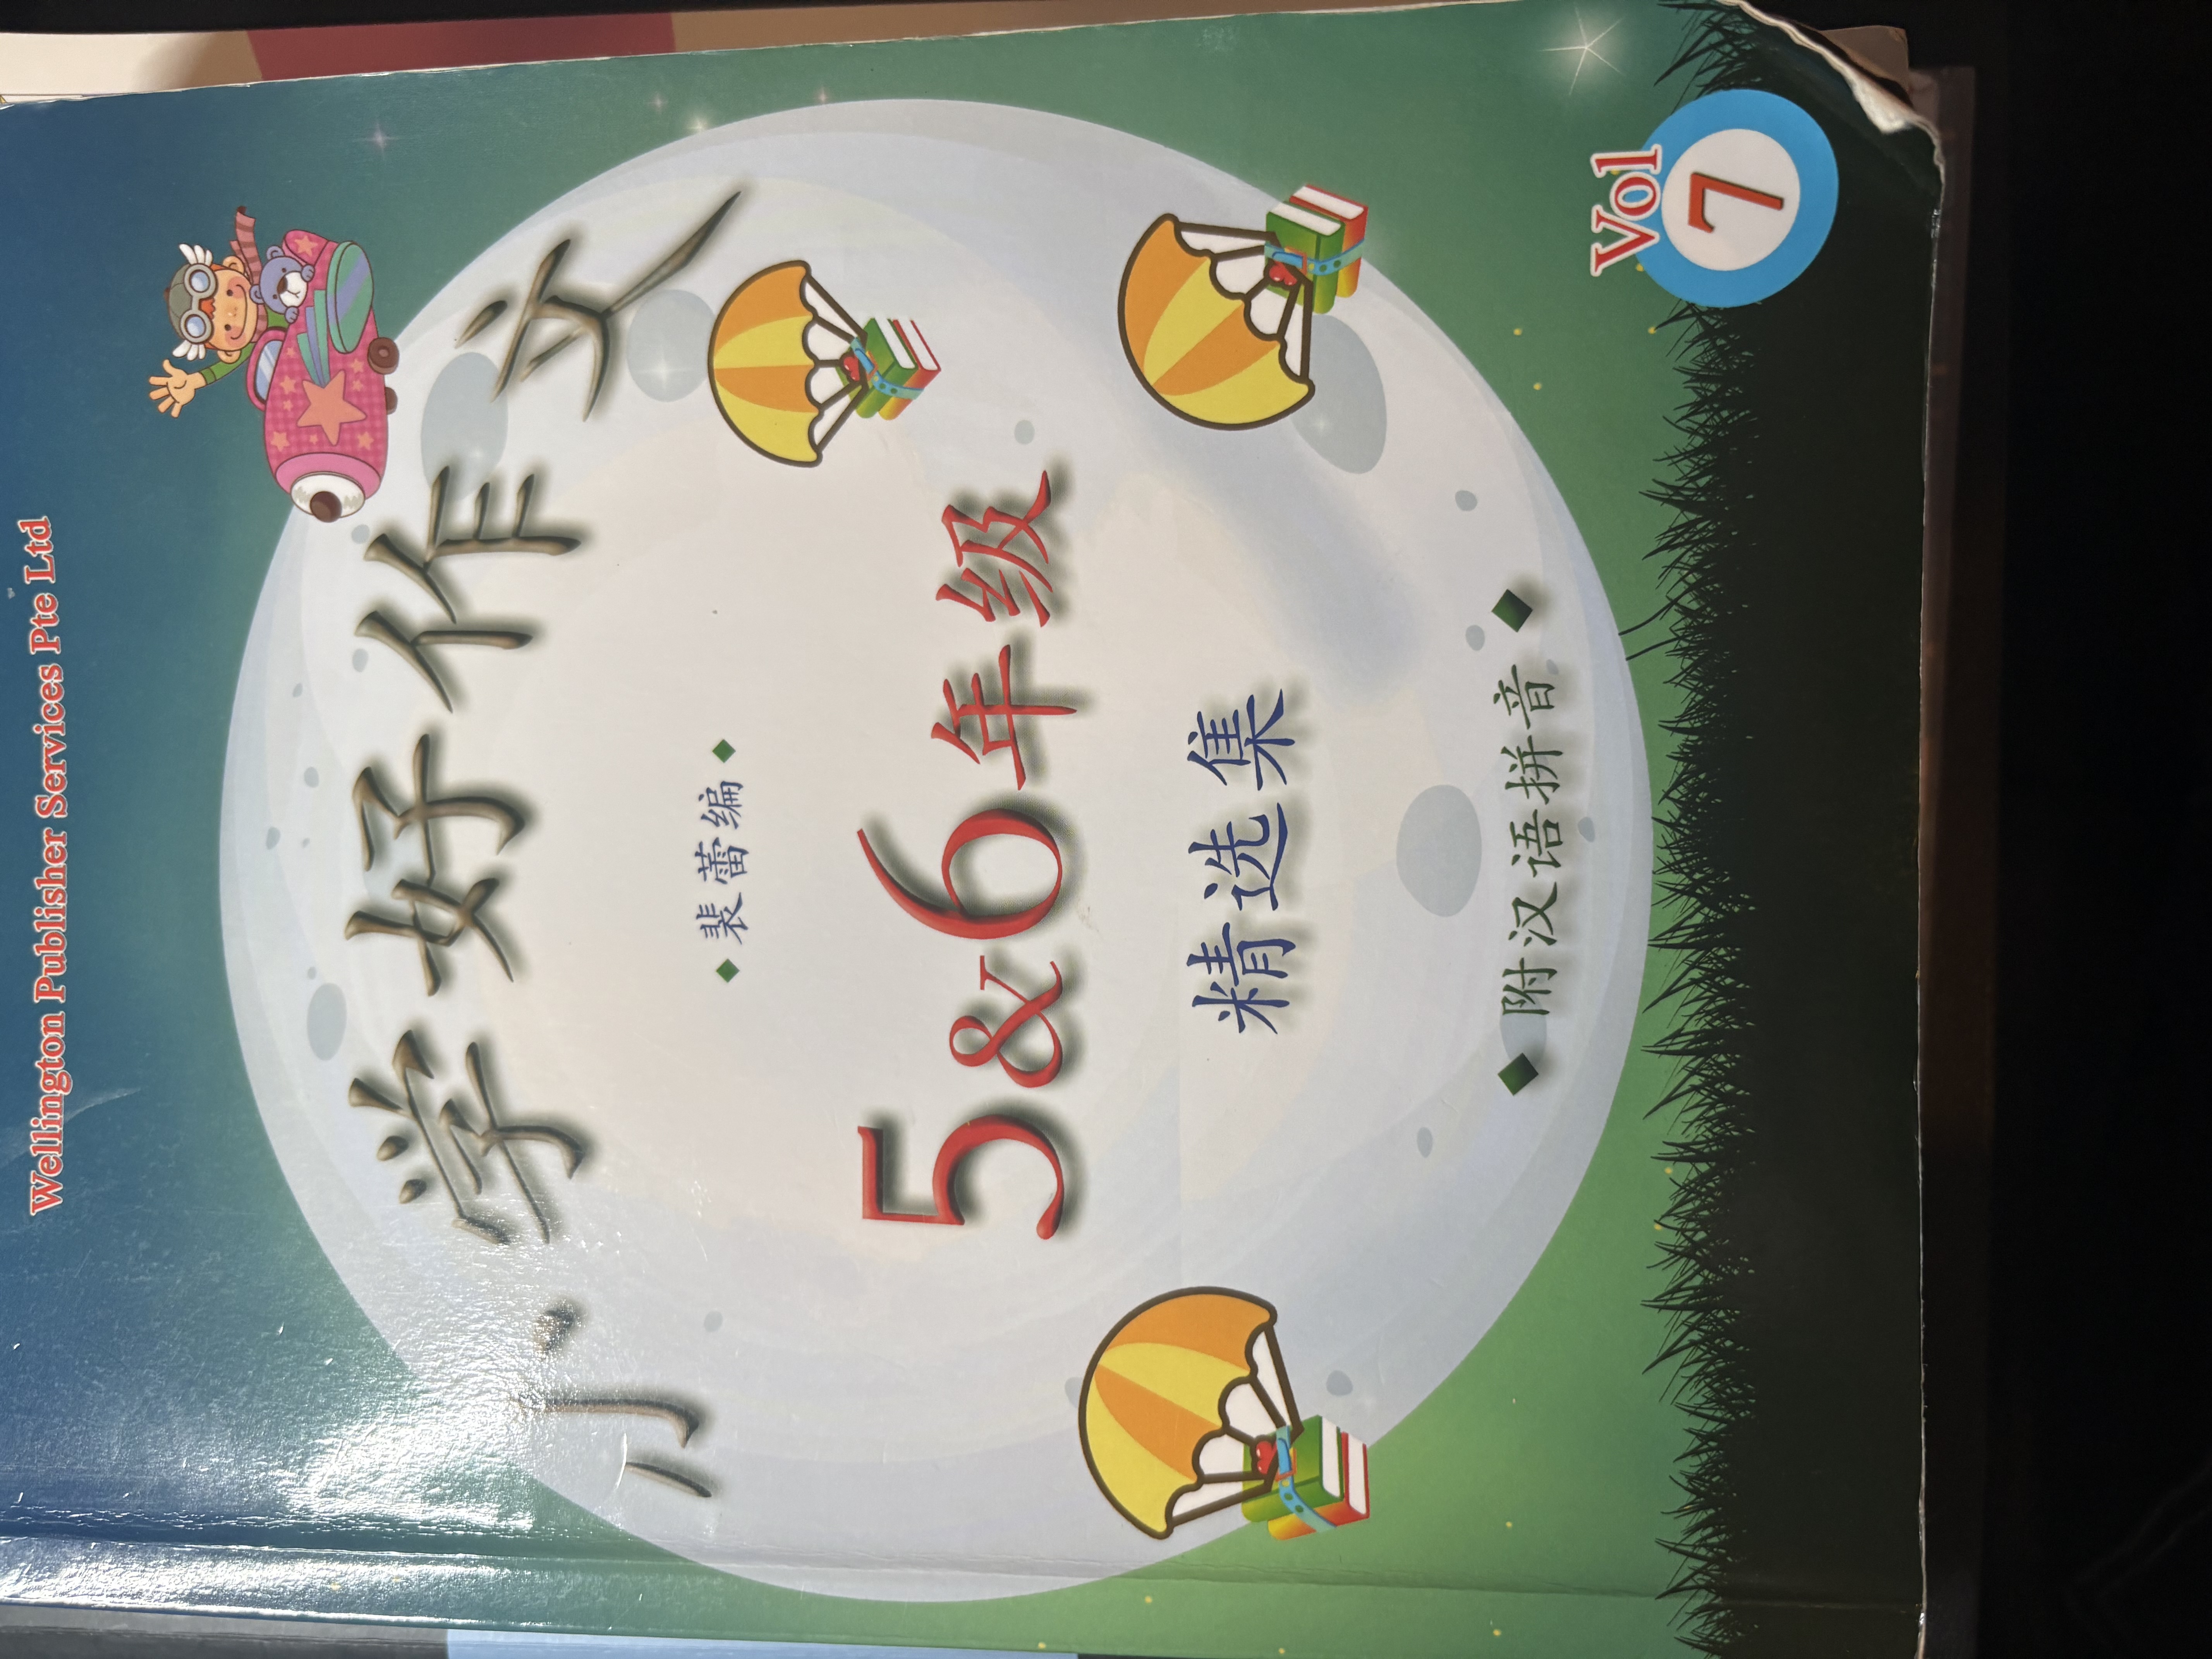 Wellington Publisher Services Pte Ltd
小学好作文
裴蕾编
5&6年级
精选集
附汉语拼音
Vol
7